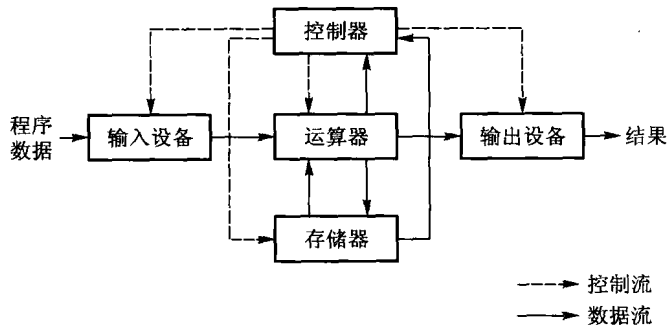 控制器
程序
数据
输入设备
运算器
输出设备
结果
存储器
控制流
数据流